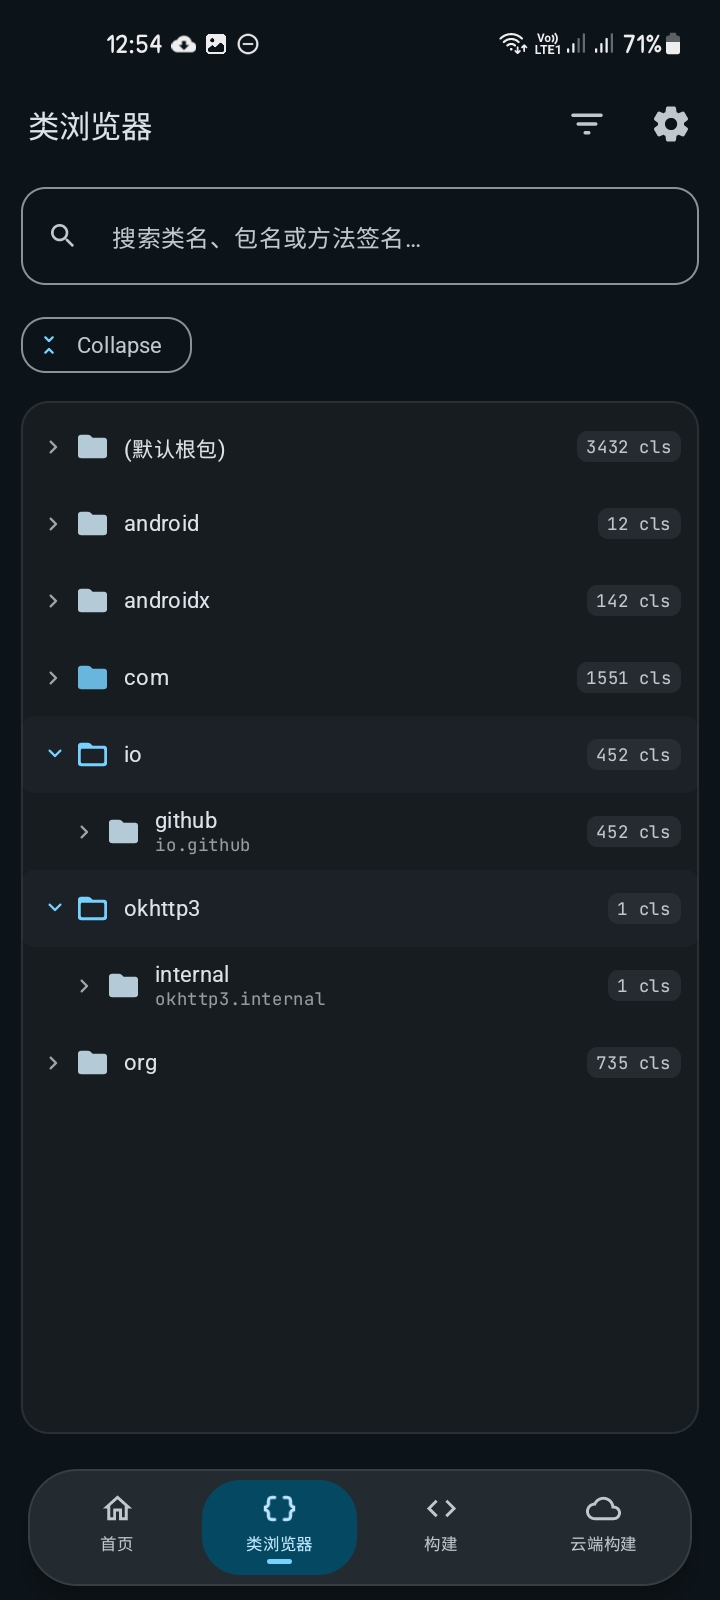 12:54
Vo)) LTE1
71%
类浏览器
搜索类名、包名或方法签名...
Collapse
(默认根包) 3432 cls
android 12 cls
androidx 142 cls
com 1551 cls
io 452 cls
github 452 cls
io.github
okhttp3 1 cls
internal 1 cls
okhttp3.internal
org 735 cls
首页 类浏览器 构建 云端构建